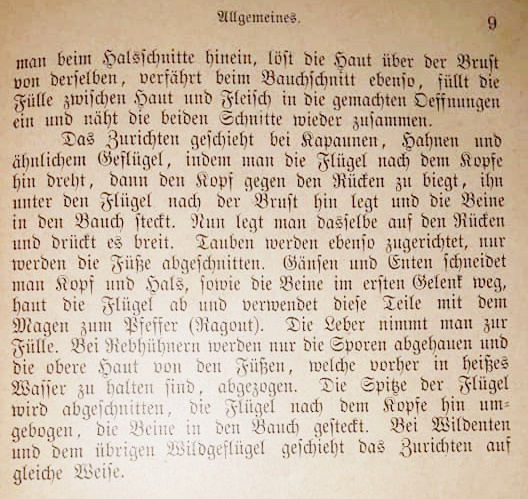 Allgemeines.
9
man beim Halsschnitte hinein, löst die Haut über der Brust
von derselben, verfährt beim Bauchschnitt ebenso, füllt die
Fülle zwischen Haut und Fleisch in die gemachten Oeffnungen
ein und näht die beiden Schnitte wieder zusammen.
Das Zurichten geschieht bei Kapaunen, Hahnen und
ähnlichem Geflügel, indem man die Flügel nach dem Kopfe
hin dreht, dann den Kopf gegen den Rücken zu biegt, ihn
unter den Flügel nach der Brust hin legt und die Beine
in den Bauch steckt. Nun legt man dasselbe auf den Rücken
und drückt es breit. Tauben werden ebenso zugerichtet, nur
werden die Füße abgeschnitten. Gänsen und Enten schneidet
man Kopf und Hals, sowie die Beine im ersten Gelenk weg,
haut die Flügel ab und verwendet diese Teile mit dem
Magen zum Pfeffer (Ragout). Die Leber nimmt man zur
Fülle. Bei Rebhühnern werden nur die Sporen abgehauen und
die obere Haut von den Füßen, welche vorher in heißes
Wasser zu halten sind, abgezogen. Die Spitze der Flügel
wird abgeschnitten, die Flügel nach dem Kopfe hin um-
gebogen, die Beine in den Bauch gesteckt. Bei Wildenten
und dem übrigen Wildgeflügel geschieht das Zurichten auf
gleiche Weise.